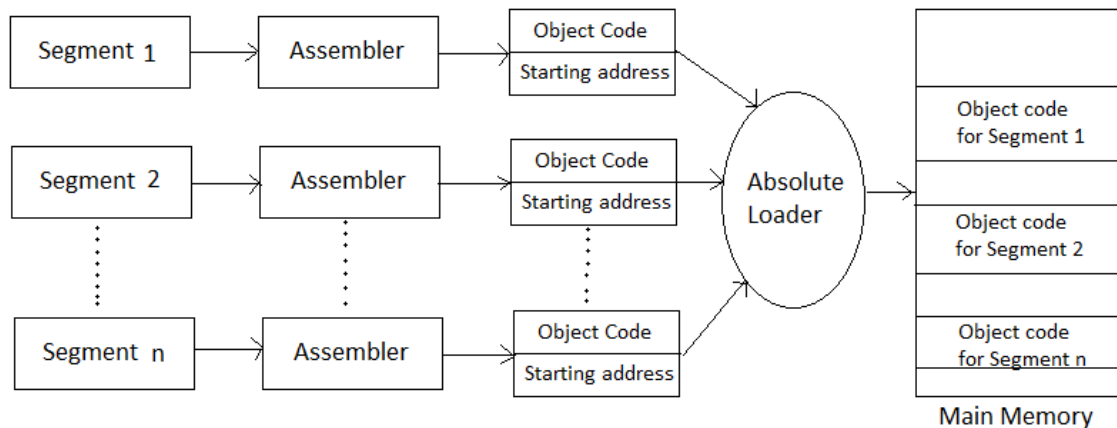 Segment 1
Assembler
Object Code
Starting address
Object code
for Segment 1
Segment 2
Assembler
Object Code
Starting address
Absolute
Loader
Object code
for Segment 2
Segment n
Assembler
Object Code
Starting address
Object code
for Segment n
Main Memory